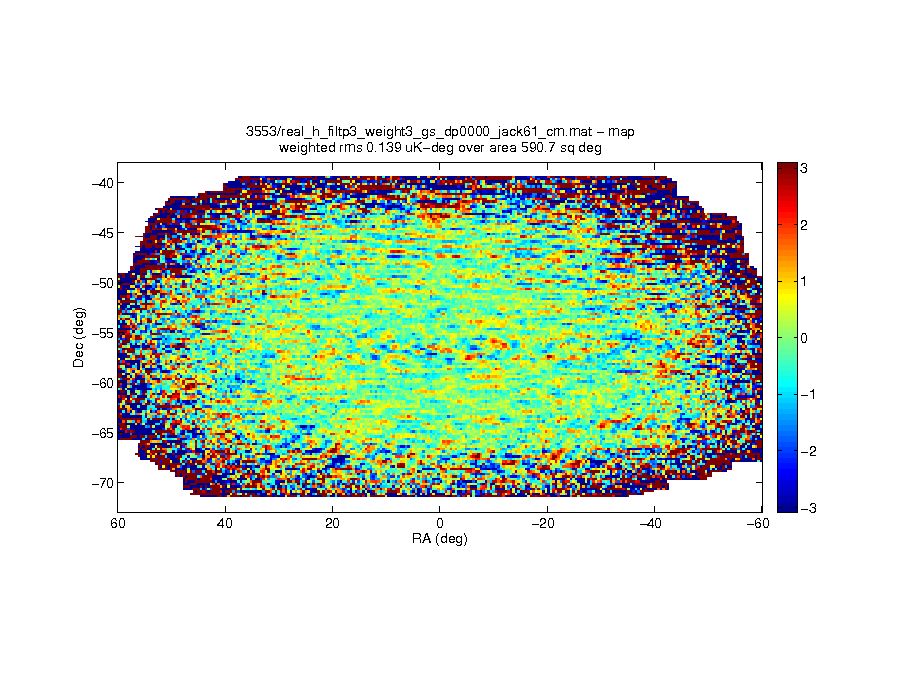 3553/real_h_filtp3_weight3_gs_dp0000_jack61_cm.mat − map
weighted rms 0.139 uK−deg over area 590.7 sq deg
−40
−45
−50
−55
−60
−65
−70
Dec (deg)
60 40 20 0 −20 −40 −60
RA (deg)
3
2
1
0
−1
−2
−3